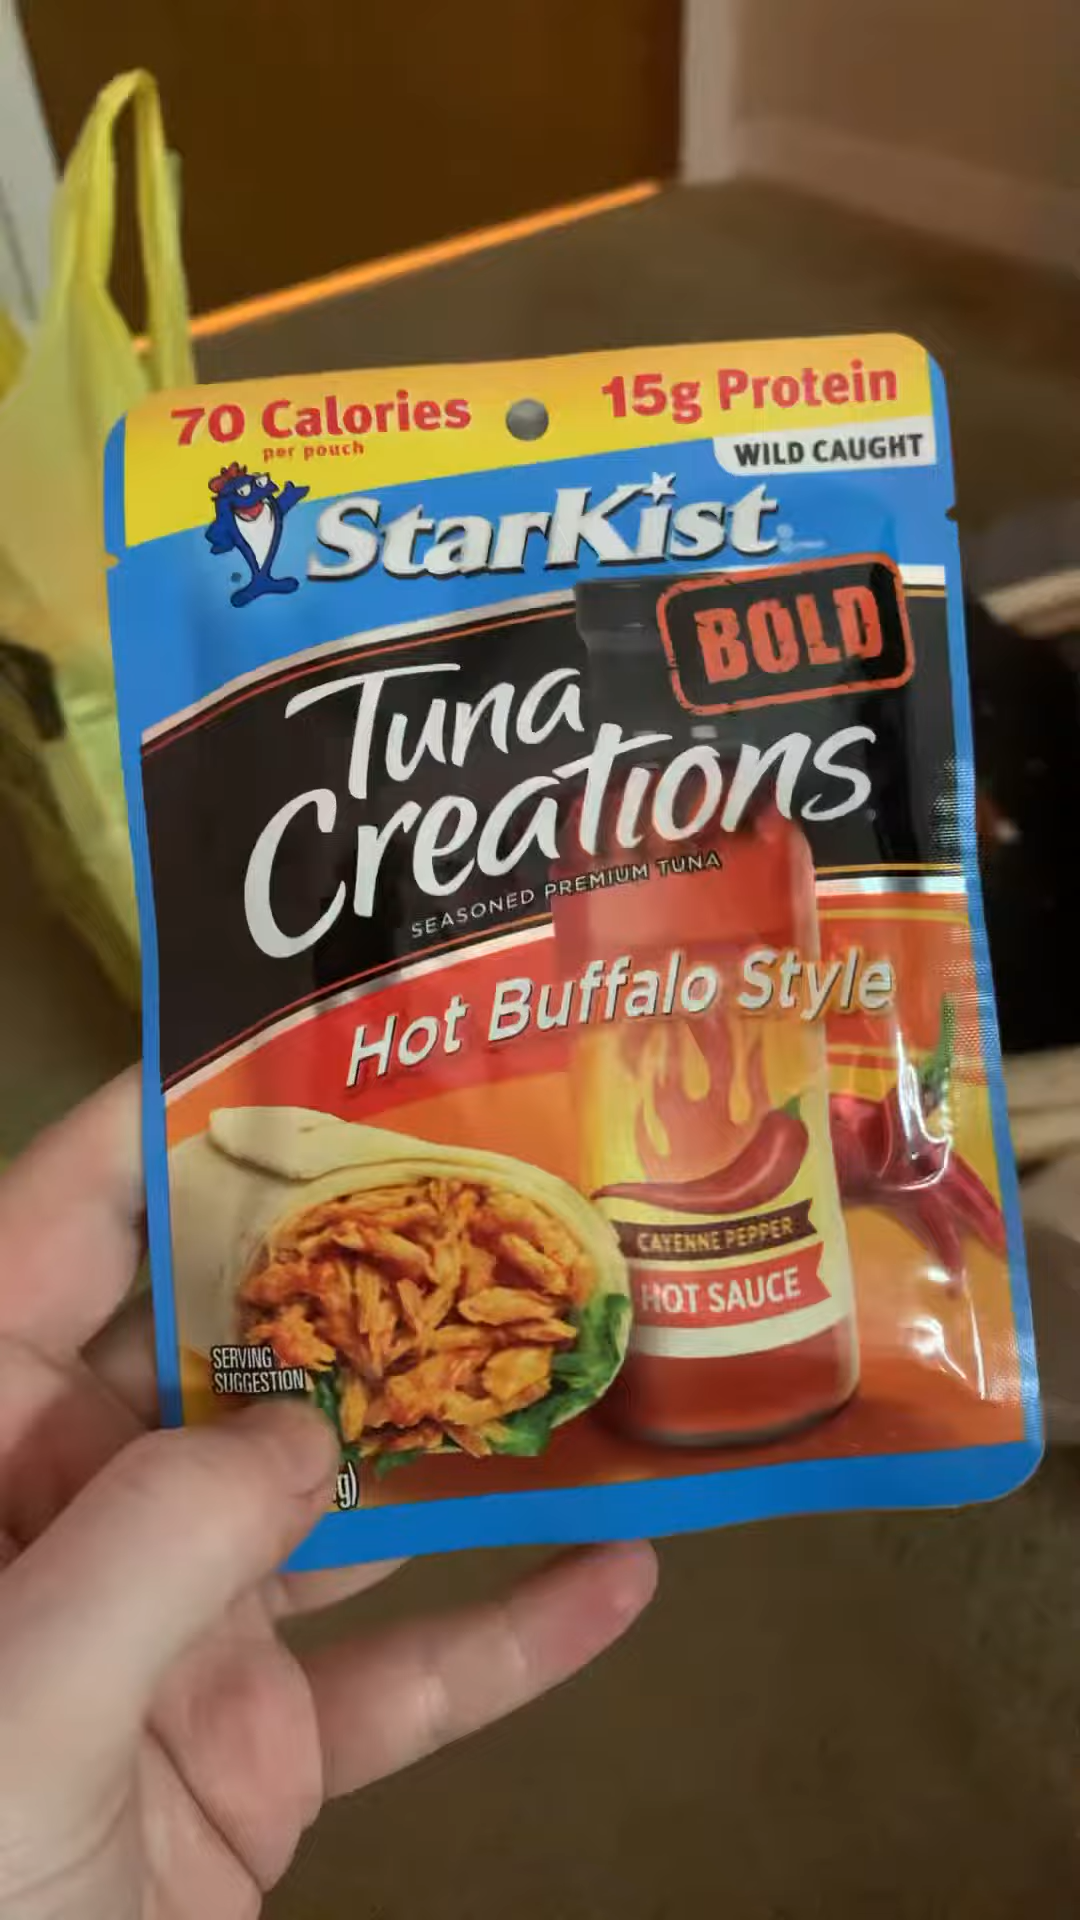 70 Calories
per pouch
15g Protein
WILD CAUGHT
StarKist
BOLD
Tuna
Creations
SEASONED PREMIUM TUNA
Hot Buffalo Style
CAYENNE PEPPER
HOT SAUCE
SERVING
SUGGESTION
g)